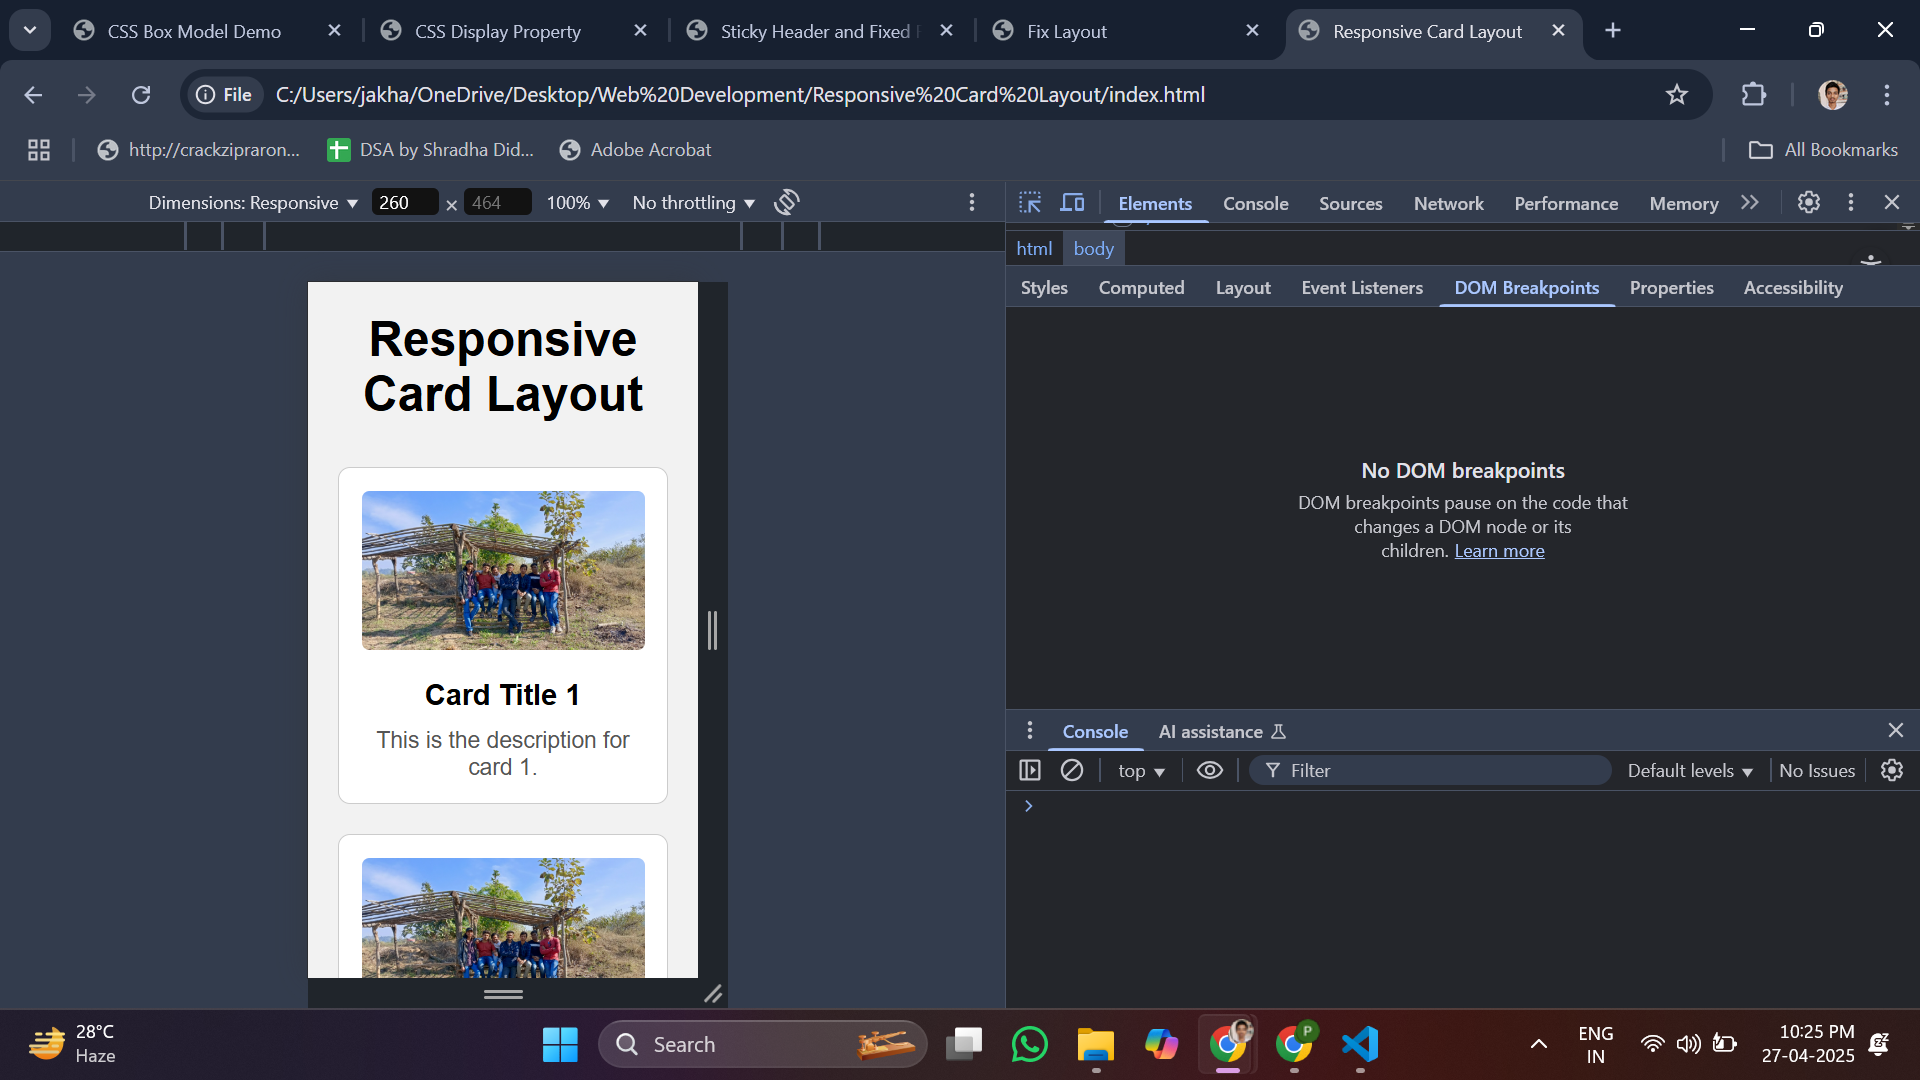 CSS Box Model Demo
CSS Display Property
Sticky Header and Fixed
Fix Layout
Responsive Card Layout
File
C:/Users/jakha/OneDrive/Desktop/Web%20Development/Responsive%20Card%20Layout/index.html
http://crackzipraron...
DSA by Shradha Did...
Adobe Acrobat
All Bookmarks
Dimensions: Responsive
260 × 464
100%
No throttling
Elements
Console
Sources
Network
Performance
Memory
html
body
Styles
Computed
Layout
Event Listeners
DOM Breakpoints
Properties
Accessibility
Responsive
Card Layout
Card Title 1
This is the description for
card 1.
No DOM breakpoints
DOM breakpoints pause on the code that
changes a DOM node or its
children. Learn more
Console
AI assistance
top
Filter
Default levels
No Issues
28°C
Haze
Search
P
ENG
IN
10:25 PM
27-04-2025